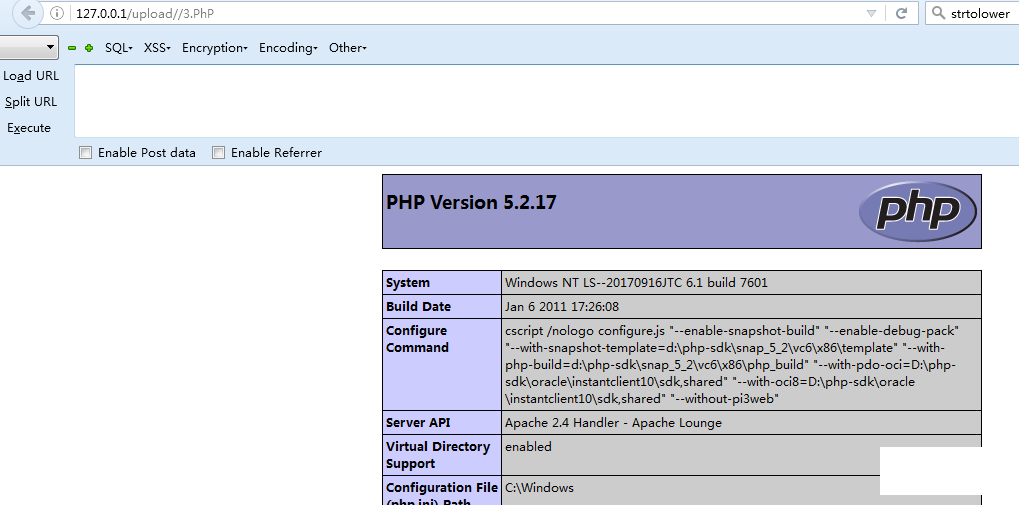 127.0.0.1/upload//3.PhP
strtolower
SQL XSS Encryption Encoding Other
Load URL
Split URL
Execute
Enable Post data Enable Referrer
PHP Version 5.2.17
php
System Windows NT LS--20170916JTC 6.1 build 7601
Build Date Jan 6 2011 17:26:08
Configure Command cscript /nologo configure.js "--enable-snapshot-build" "--enable-debug-pack"
"--with-snapshot-template=d:\php-sdk\snap_5_2\vc6\x86\template" "--with-
php-build=d:\php-sdk\snap_5_2\vc6\x86\php_build" "--with-pdo-oci=D:\php-
sdk\oracle\instantclient10\sdk,shared" "--with-oci8=D:\php-sdk\oracle
\instantclient10\sdk,shared" "--without-pi3web"
Server API Apache 2.4 Handler - Apache Lounge
Virtual Directory Support enabled
Configuration File (php.ini) Path C:\Windows